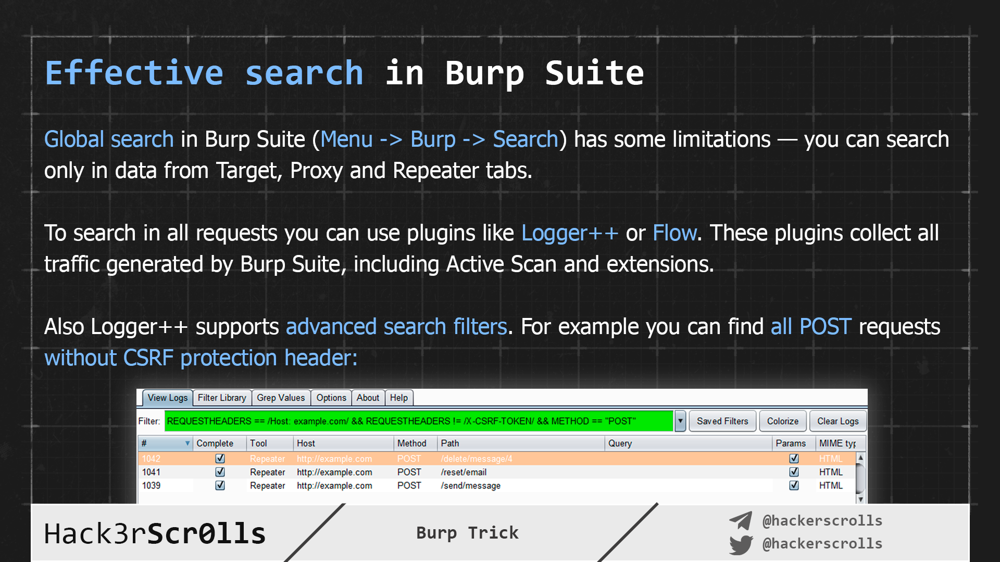 Effective search in Burp Suite
Global search in Burp Suite (Menu -> Burp -> Search) has some limitations — you can search
only in data from Target, Proxy and Repeater tabs.
To search in all requests you can use plugins like Logger++ or Flow. These plugins collect all
traffic generated by Burp Suite, including Active Scan and extensions.
Also Logger++ supports advanced search filters. For example you can find all POST requests
without CSRF protection header:
View Logs Filter Library Grep Values Options About Help
Filter: REQUESTHEADERS == /Host: example.com/ && REQUESTHEADERS != /X-CSRF-TOKEN/ && METHOD == "POST" Saved Filters Colorize Clear Logs
# Complete Tool Host Method Path Query Params MIME typ
1042 Repeater http://example.com POST /delete/message/4 HTML
1041 Repeater http://example.com POST /reset/email HTML
1039 Repeater http://example.com POST /send/message HTML
Hack3rScr0lls
Burp Trick
@hackerscrolls
@hackerscrolls